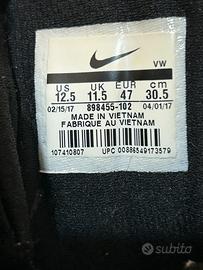 VW
US UK EUR cm
12.5 11.5 47 30.5
02/15/17 898455-102 04/01/17
MADE IN VIETNAM
FABRIQUE AU VIETNAM
107410807 UPC 00886549173579
subito